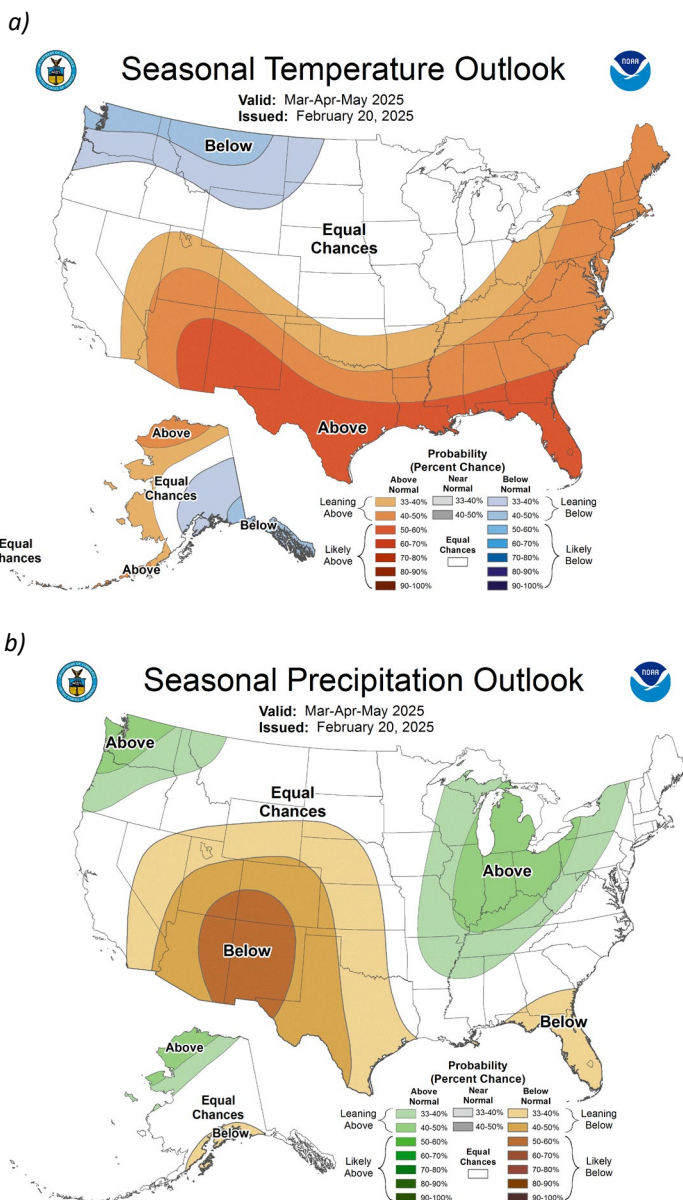 a)
NOAA
Seasonal Temperature Outlook
Valid: Mar-Apr-May 2025
Issued: February 20, 2025
Below
Equal
Chances
Above
Above
Equal
Chances
Below
Above
Equal
hances
Probability
(Percent Chance)
Above
Normal
Near
Normal
Below
Normal
Leaning
Above
33-40%
40-50%
Likely
Above
50-60%
60-70%
70-80%
80-90%
90-100%
33-40%
40-50%
Equal
Chances
33-40%
40-50%
Leaning
Below
50-60%
60-70%
70-80%
80-90%
90-100%
Likely
Below
b)
NOAA
Seasonal Precipitation Outlook
Valid: Mar-Apr-May 2025
Issued: February 20, 2025
Above
Equal
Chances
Above
Below
Below
Above
Equal
Chances
Below
Probability
(Percent Chance)
Above
Normal
Near
Normal
Below
Normal
Leaning
Above
33-40%
40-50%
Likely
Above
50-60%
60-70%
70-80%
80-90%
90-100%
33-40%
40-50%
Equal
Chances
33-40%
40-50%
Leaning
Below
50-60%
60-70%
70-80%
80-90%
90-100%
Likely
Below